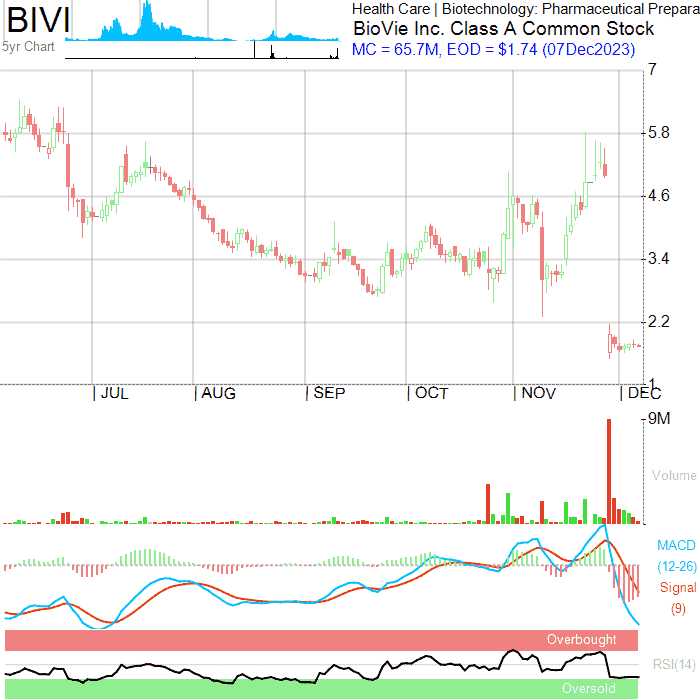 BIVI
5yr Chart
Health Care | Biotechnology: Pharmaceutical Prepara
BioVie Inc. Class A Common Stock
MC = 65.7M, EOD = $1.74 (07Dec2023)
7
5.8
4.6
3.4
2.2
1
| JUL | AUG | SEP | OCT | NOV | DEC
9M
Volume
MACD
(12-26)
Signal
(9)
Overbought
RSI(14)
Oversold